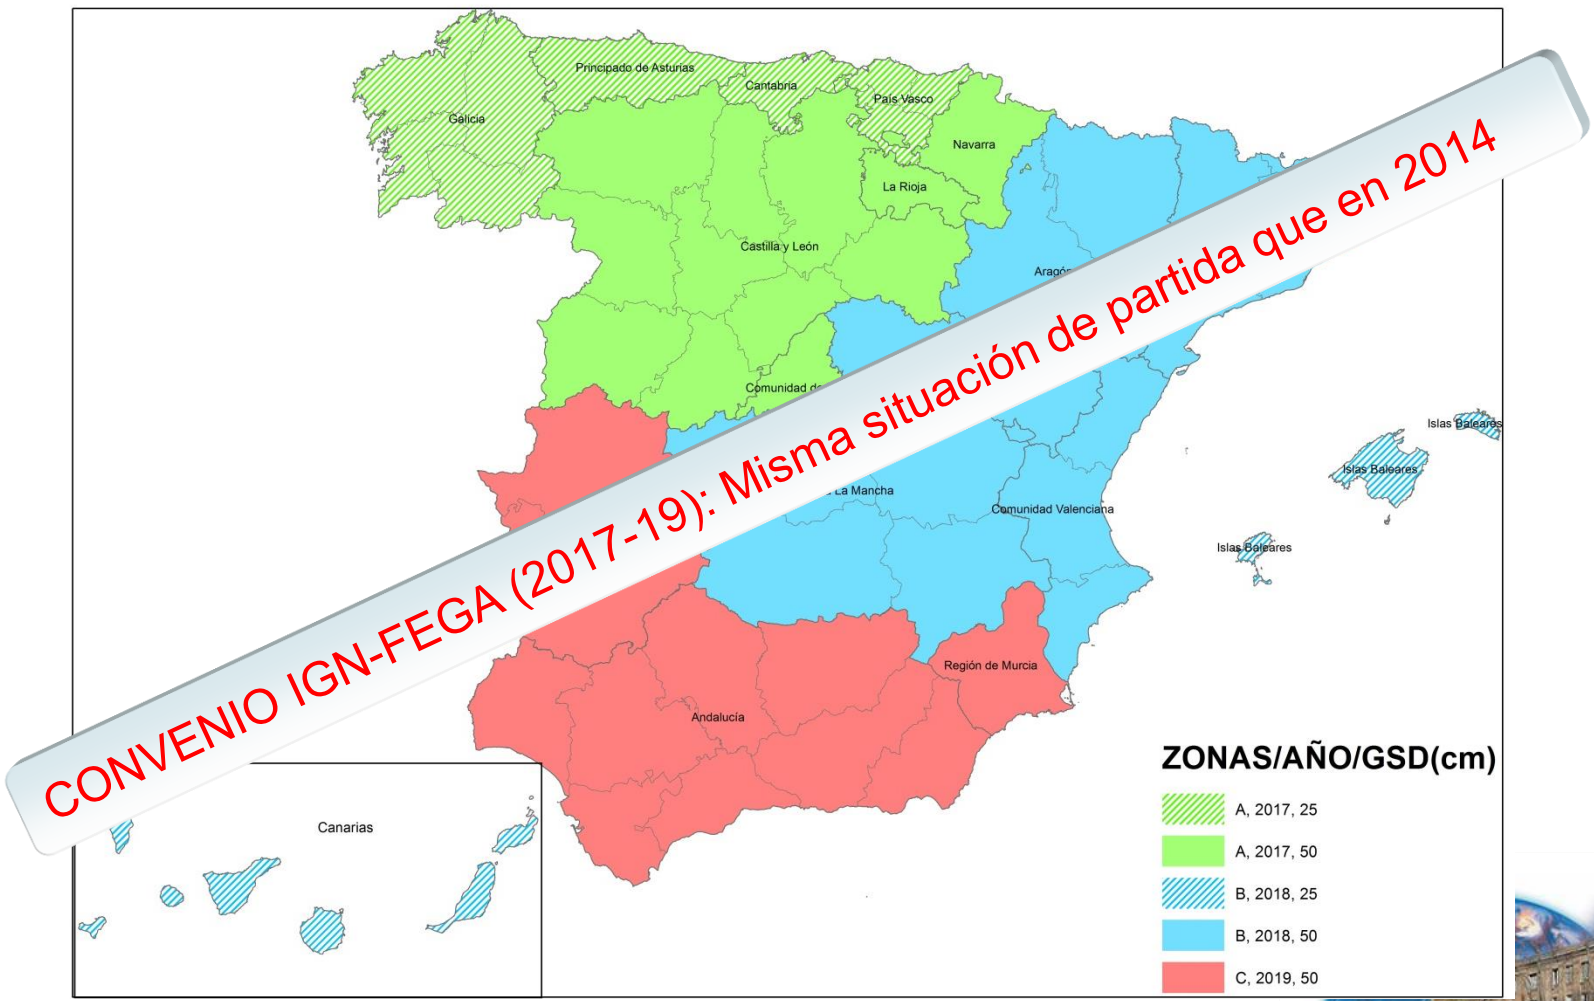 Principado de Asturias
Cantabria
País Vasco
Galicia
Navarra
La Rioja
Castilla y León
Aragón
Comunidad de
CONVENIO IGN-FEGA (2017-19): Misma situación de partida que en 2014
Islas Baleares
Islas Baleares
La Mancha
Comunidad Valenciana
Islas Baleares
Región de Murcia
Andalucía
ZONAS/AÑO/GSD(cm)
A, 2017, 25
A, 2017, 50
B, 2018, 25
B, 2018, 50
C, 2019, 50
Canarias